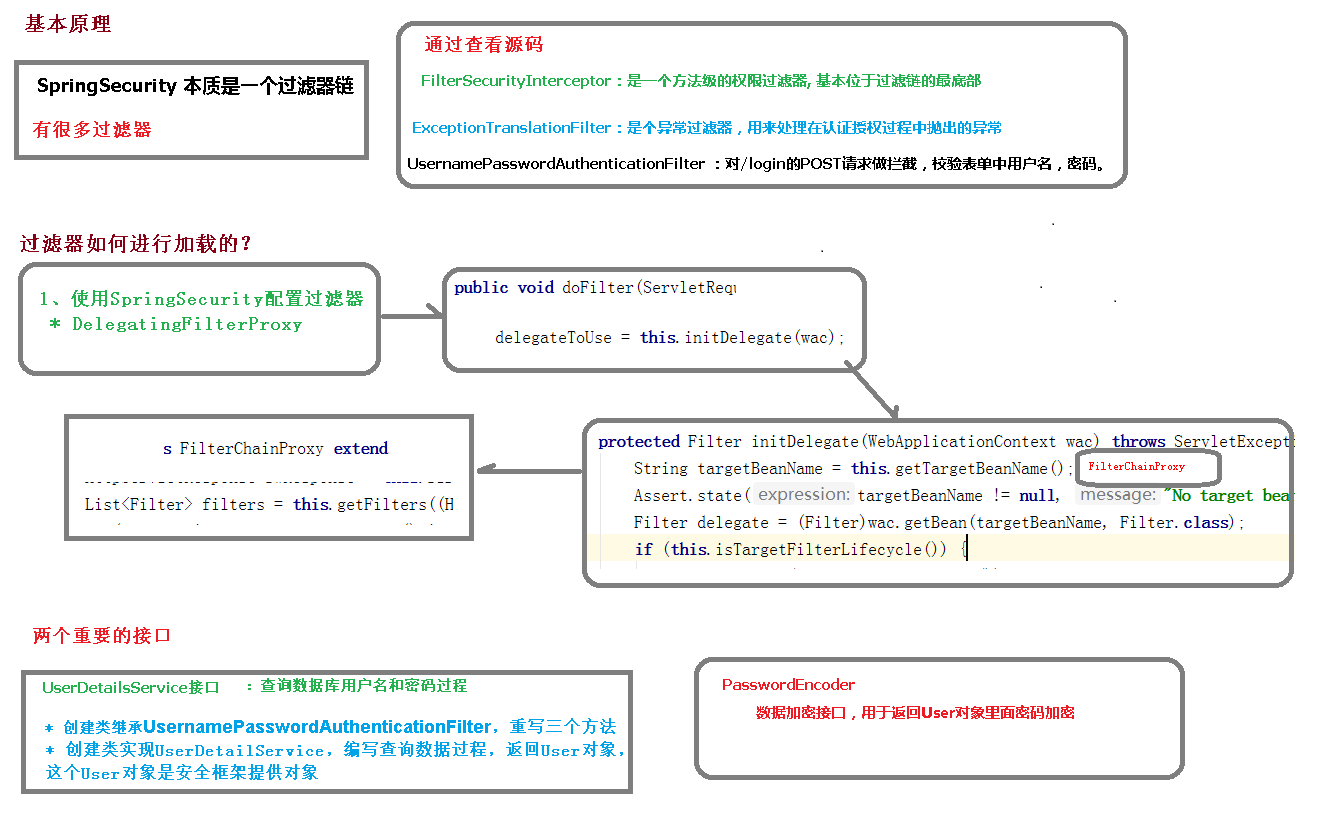 基本原理
SpringSecurity 本质是一个过滤器链
有很多过滤器
通过查看源码
FilterSecurityInterceptor：是一个方法级的权限过滤器, 基本位于过滤链的最底部
ExceptionTranslationFilter：是个异常过滤器，用来处理在认证授权过程中抛出的异常
UsernamePasswordAuthenticationFilter ：对/login的POST请求做拦截，校验表单中用户名，密码。
过滤器如何进行加载的？
1、使用SpringSecurity配置过滤器
* DelegatingFilterProxy
public void doFilter(ServletRequ
delegateToUse = this.initDelegate(wac);
s FilterChainProxy extend
List<Filter> filters = this.getFilters((H
protected Filter initDelegate(WebApplicationContext wac) throws ServletExcepti
String targetBeanName = this.getTargetBeanName(); FilterChainProxy
Assert.state( expression: targetBeanName != null, message: "No target bea
Filter delegate = (Filter)wac.getBean(targetBeanName, Filter.class);
if (this.isTargetFilterLifecycle()) {
两个重要的接口
UserDetailsService接口 ：查询数据库用户名和密码过程
* 创建类继承UsernamePasswordAuthenticationFilter，重写三个方法
* 创建类实现UserDetailService，编写查询数据过程，返回User对象，
这个User对象是安全框架提供对象
PasswordEncoder
数据加密接口，用于返回User对象里面密码加密